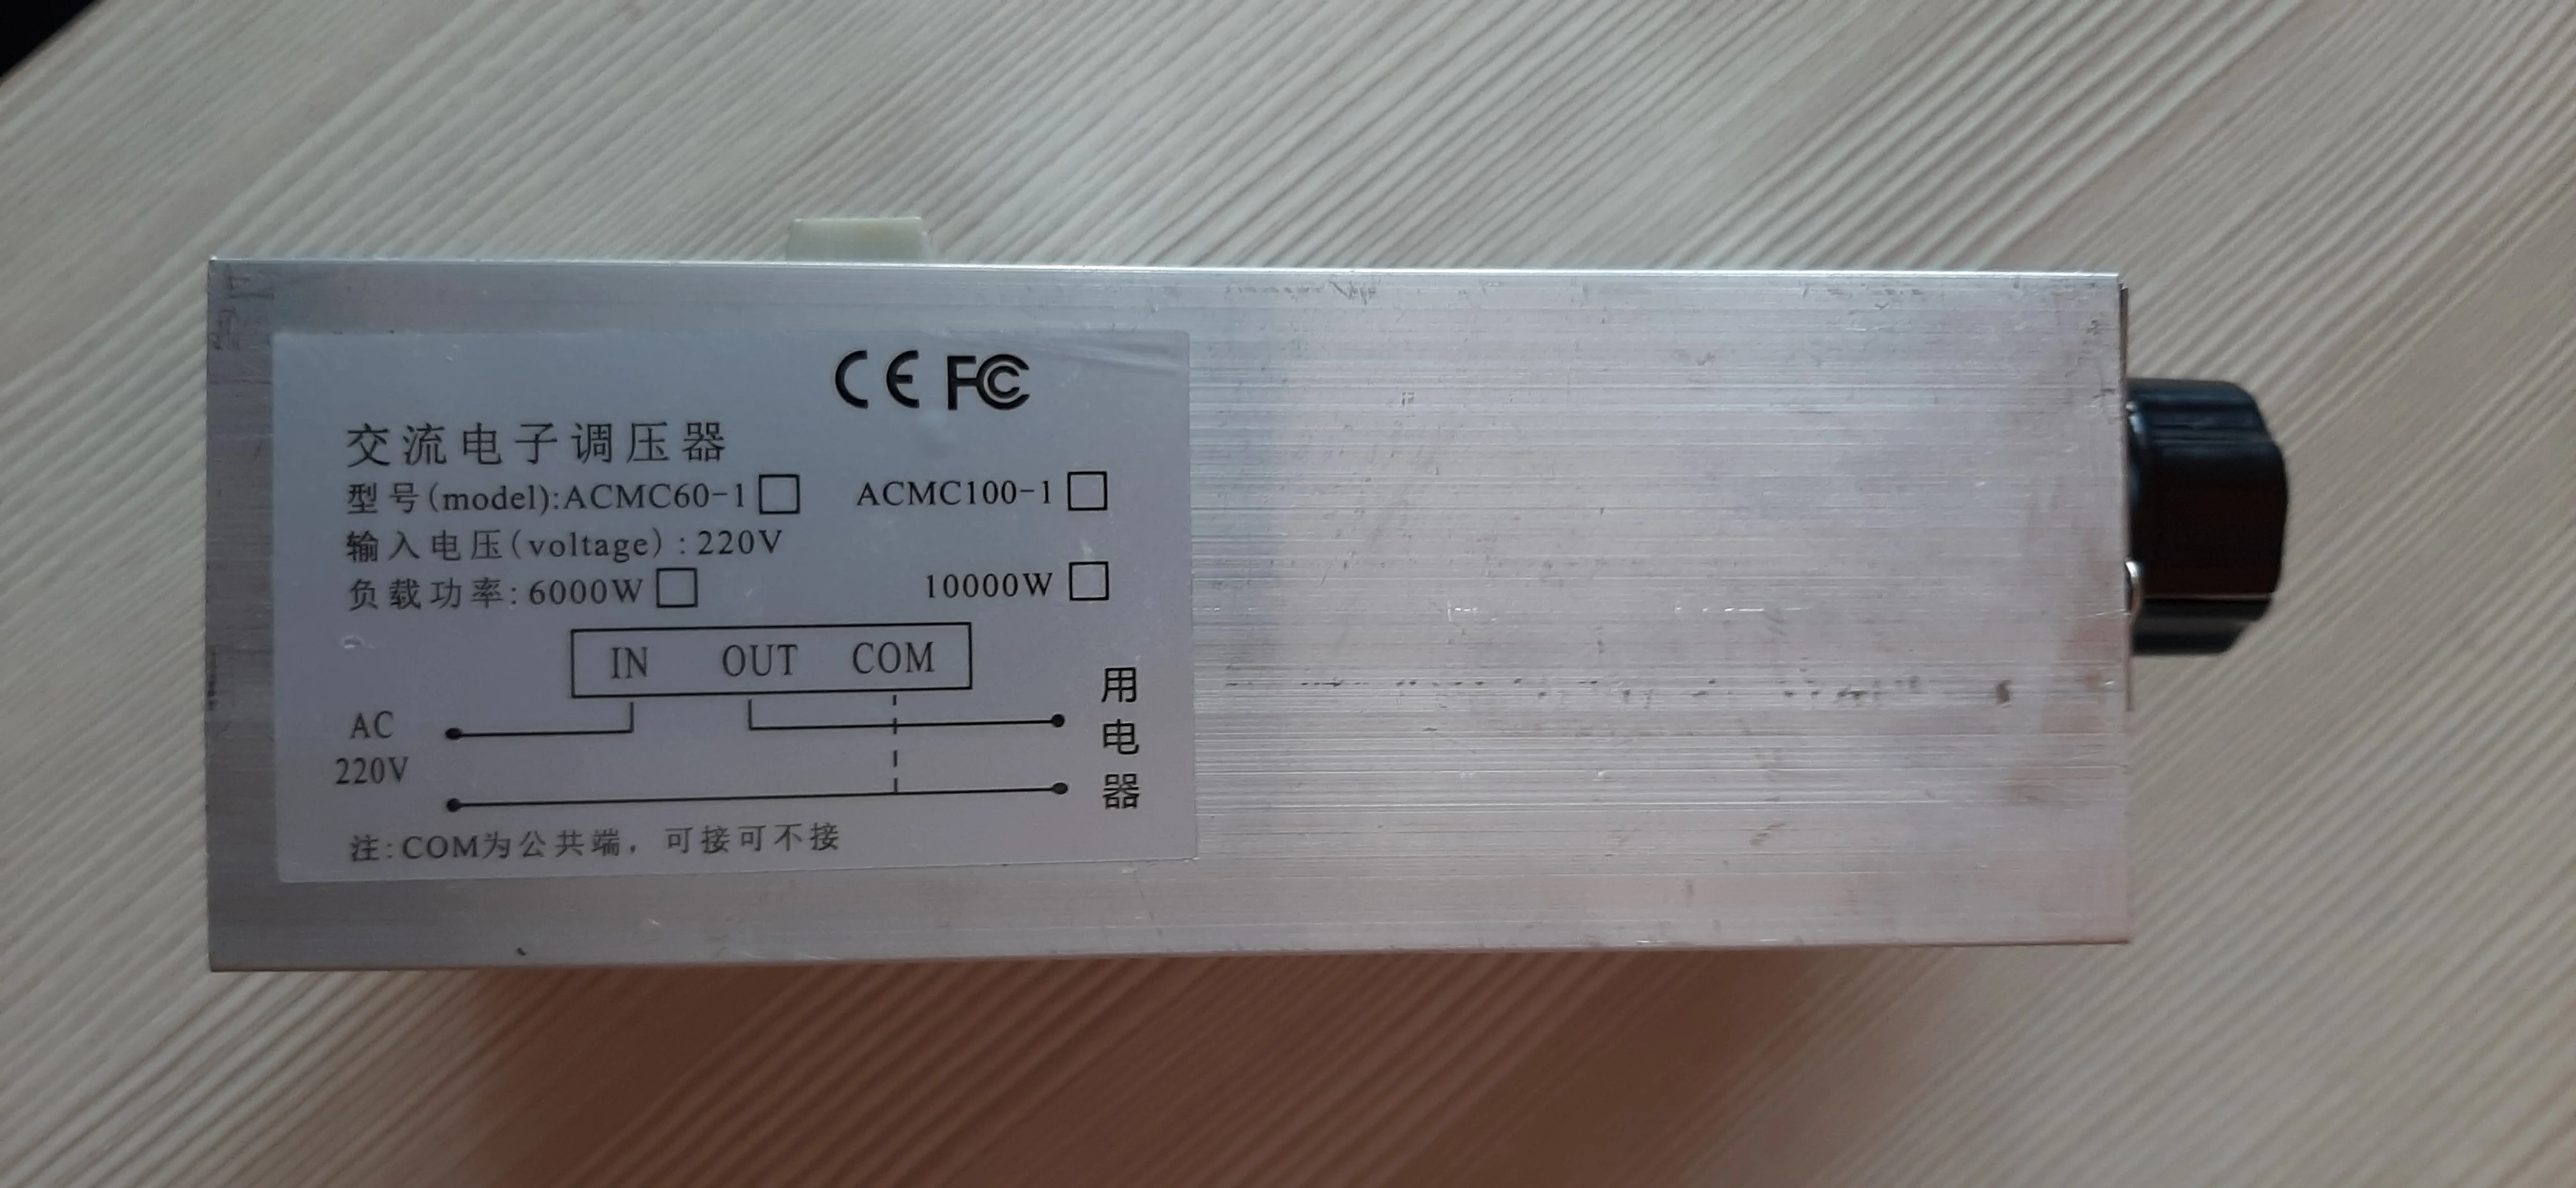 CE FC
交流电子调压器
型号(model):ACMC60-1 ACMC100-1
输入电压(voltage):220V
负载功率:6000W 10000W
IN OUT COM
AC
220V
用
电
器
注:COM为公共端，可接可不接